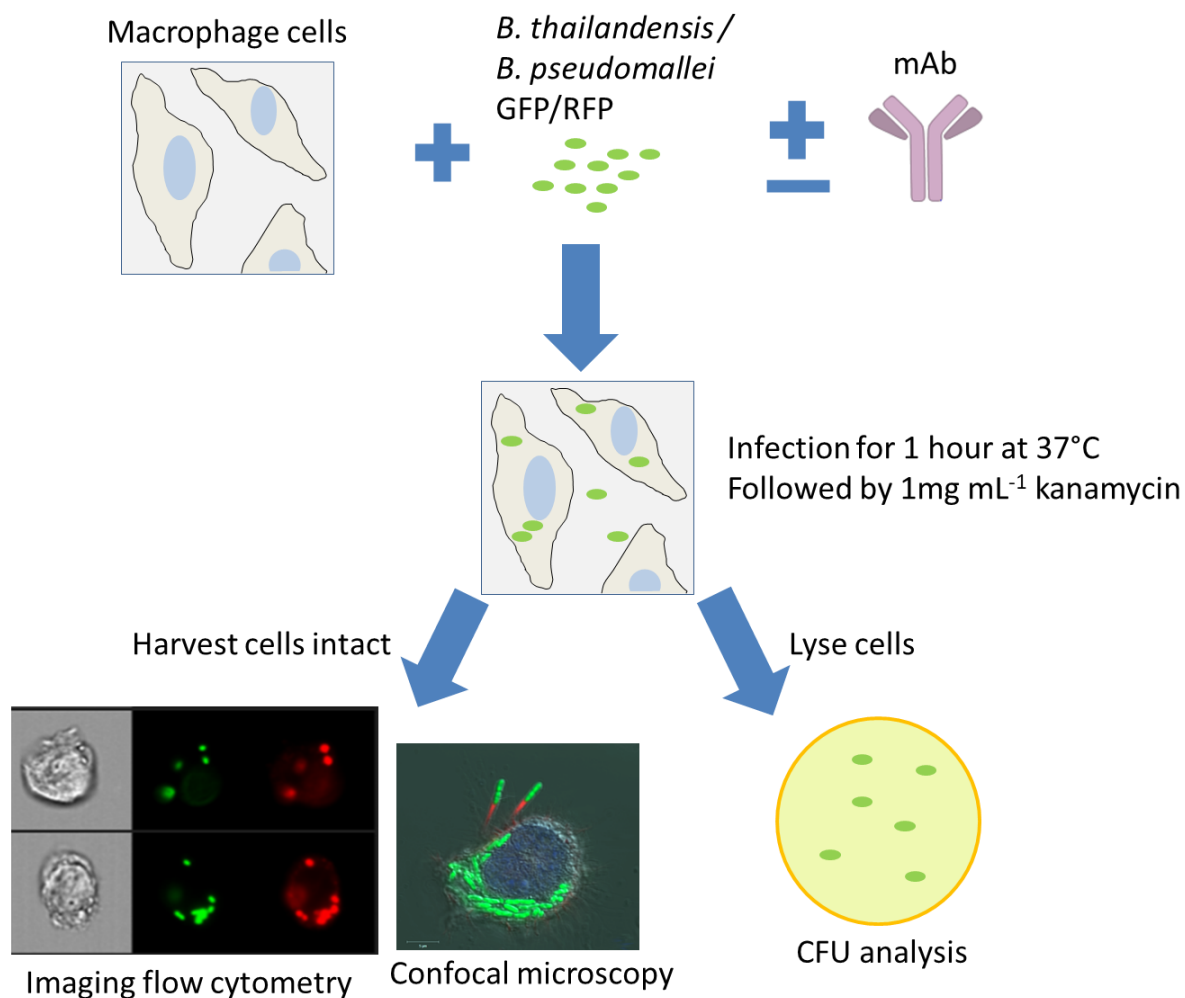 Macrophage cells
B. thailandensis /
B. pseudomallei
GFP/RFP
mAb
Infection for 1 hour at 37°C
Followed by 1mg mL-1 kanamycin
Harvest cells intact
Lyse cells
Imaging flow cytometry
Confocal microscopy
CFU analysis